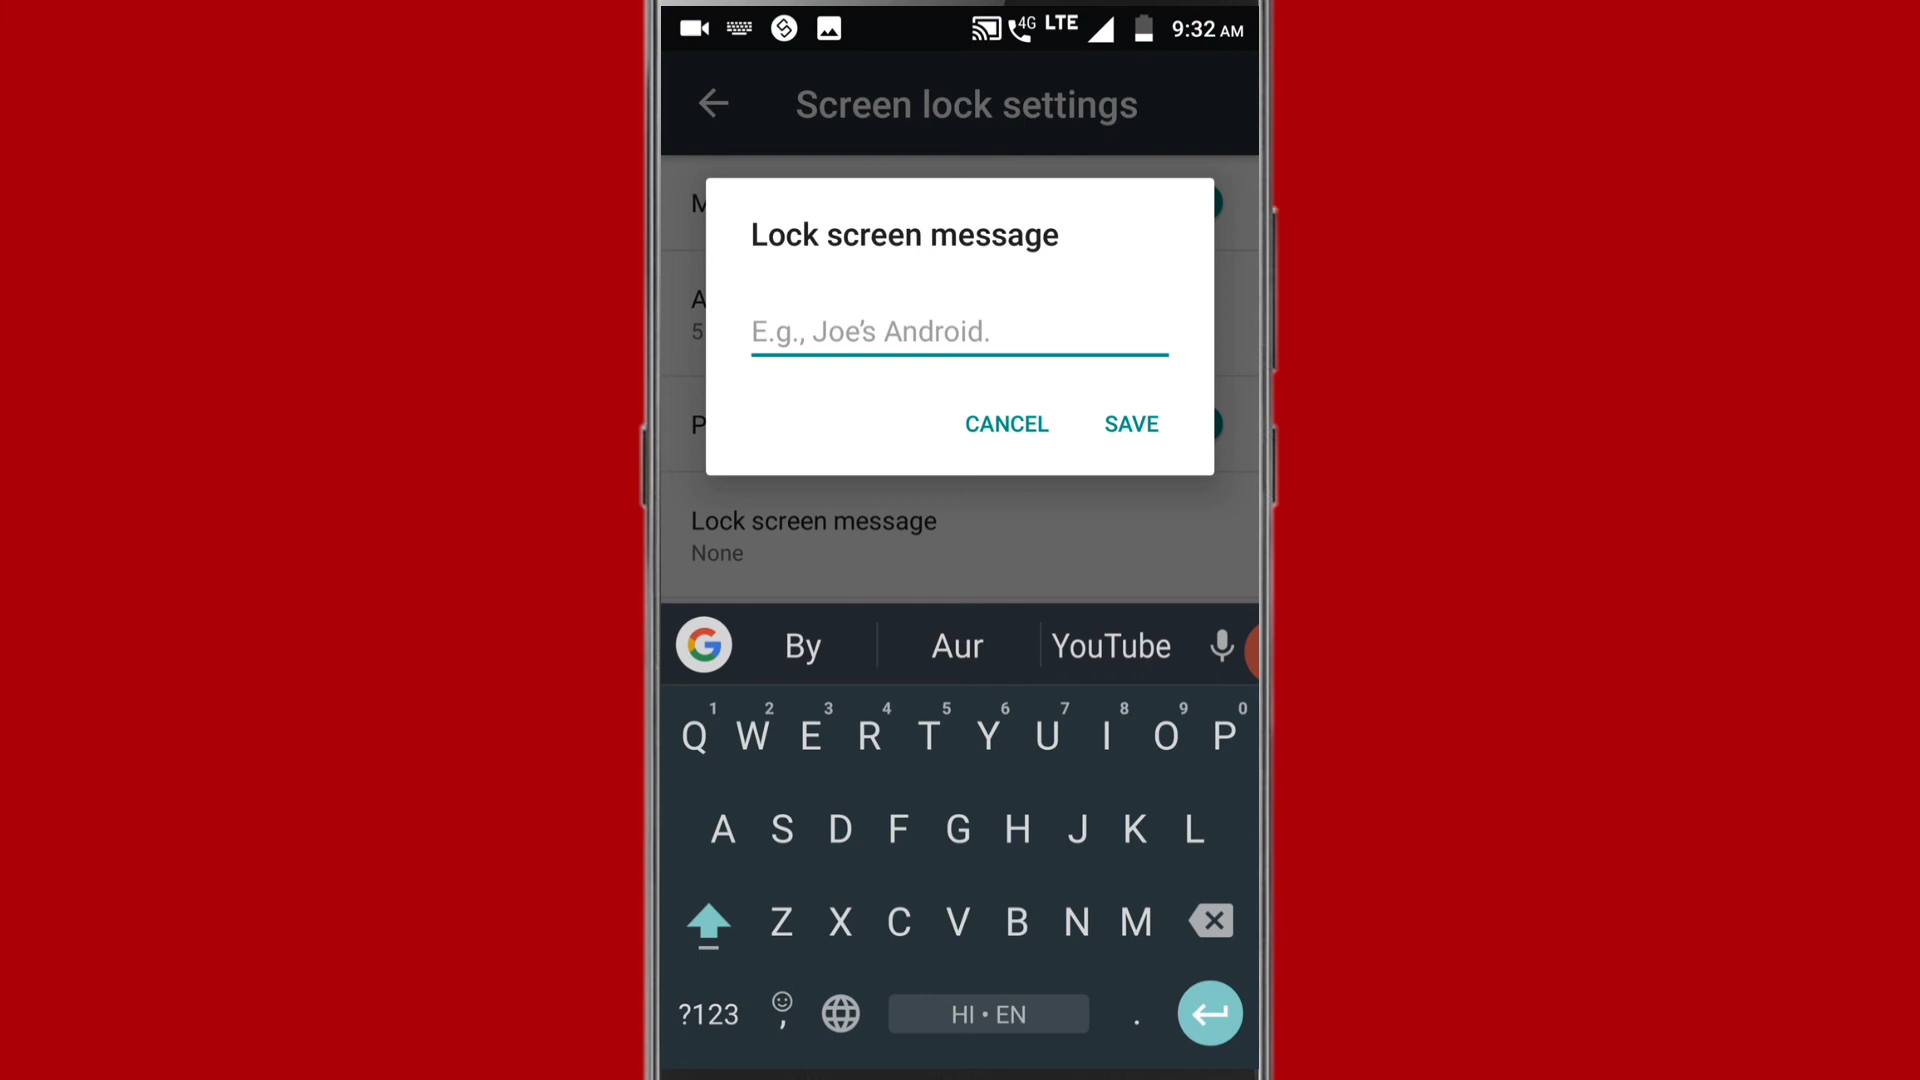 4G LTE 9:32 AM
Screen lock settings
M
Lock screen message
A
5
E.g., Joe's Android.
P
CANCEL SAVE
Lock screen message
None
By Aur YouTube
1 2 3 4 5 6 7 8 9 0
Q W E R T Y U I O P
A S D F G H J K L
Z X C V B N M
?123 , HI • EN .